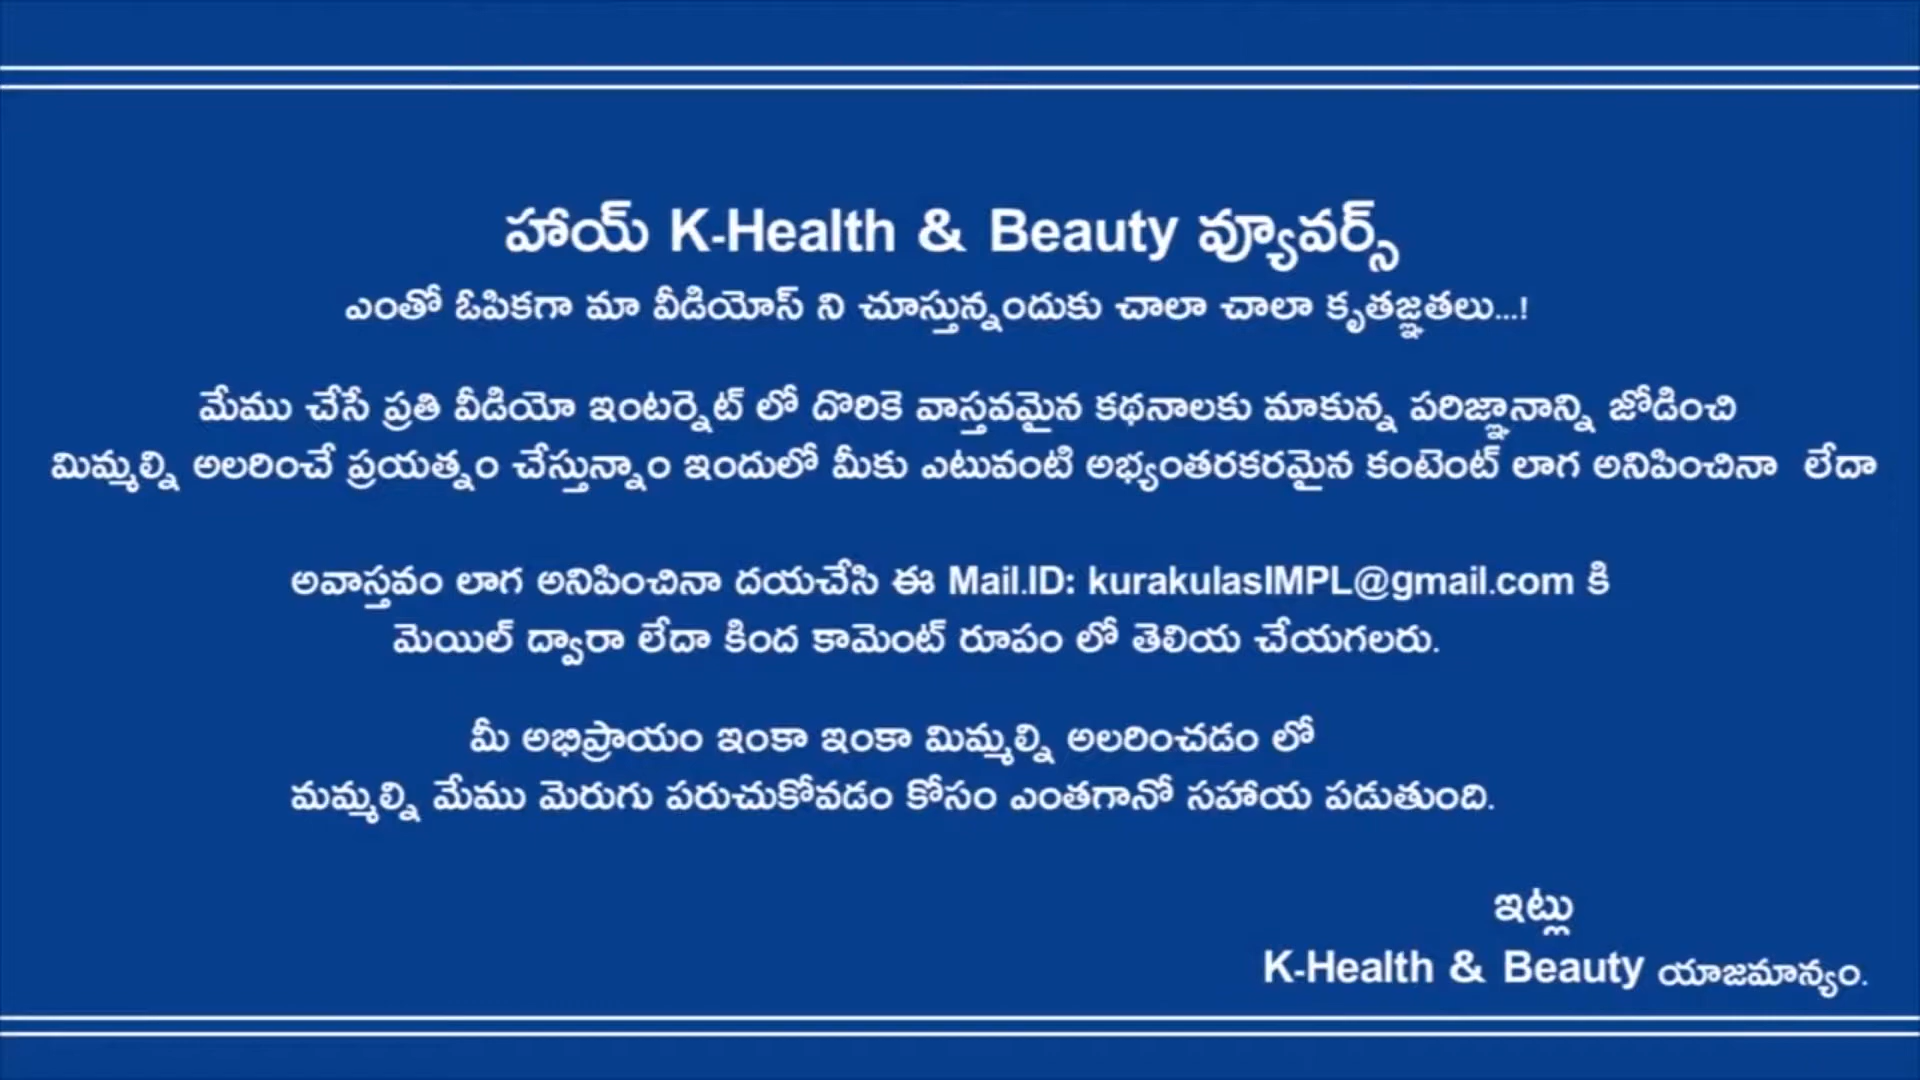 హాయ్ K-Health & Beauty వ్యూవర్స్
ఎంతో ఓపికగా మా వీడియోస్ ని చూస్తున్నందుకు చాలా చాలా కృతజ్ఞతలు...!
మేము చేసే ప్రతి వీడియో ఇంటర్నెట్ లో దొరికె వాస్తవమైన కథనాలకు మాకున్న పరిజ్ఞానాన్ని జోడించి
మిమ్మల్ని అలరించే ప్రయత్నం చేస్తున్నాం ఇందులో మీకు ఎటువంటి అభ్యంతరకరమైన కంటెంట్ లాగ అనిపించినా లేదా
అవాస్తవం లాగ అనిపించినా దయచేసి ఈ Mail.ID: kurakulasIMPL@gmail.com కి
మెయిల్ ద్వారా లేదా కింద కామెంట్ రూపం లో తెలియ చేయగలరు.
మీ అభిప్రాయం ఇంకా ఇంకా మిమ్మల్ని అలరించడం లో
మమ్మల్ని మేము మెరుగు పరుచుకోవడం కోసం ఎంతగానో సహాయ పడుతుంది.
ఇట్లు
K-Health & Beauty యాజమాన్యం.